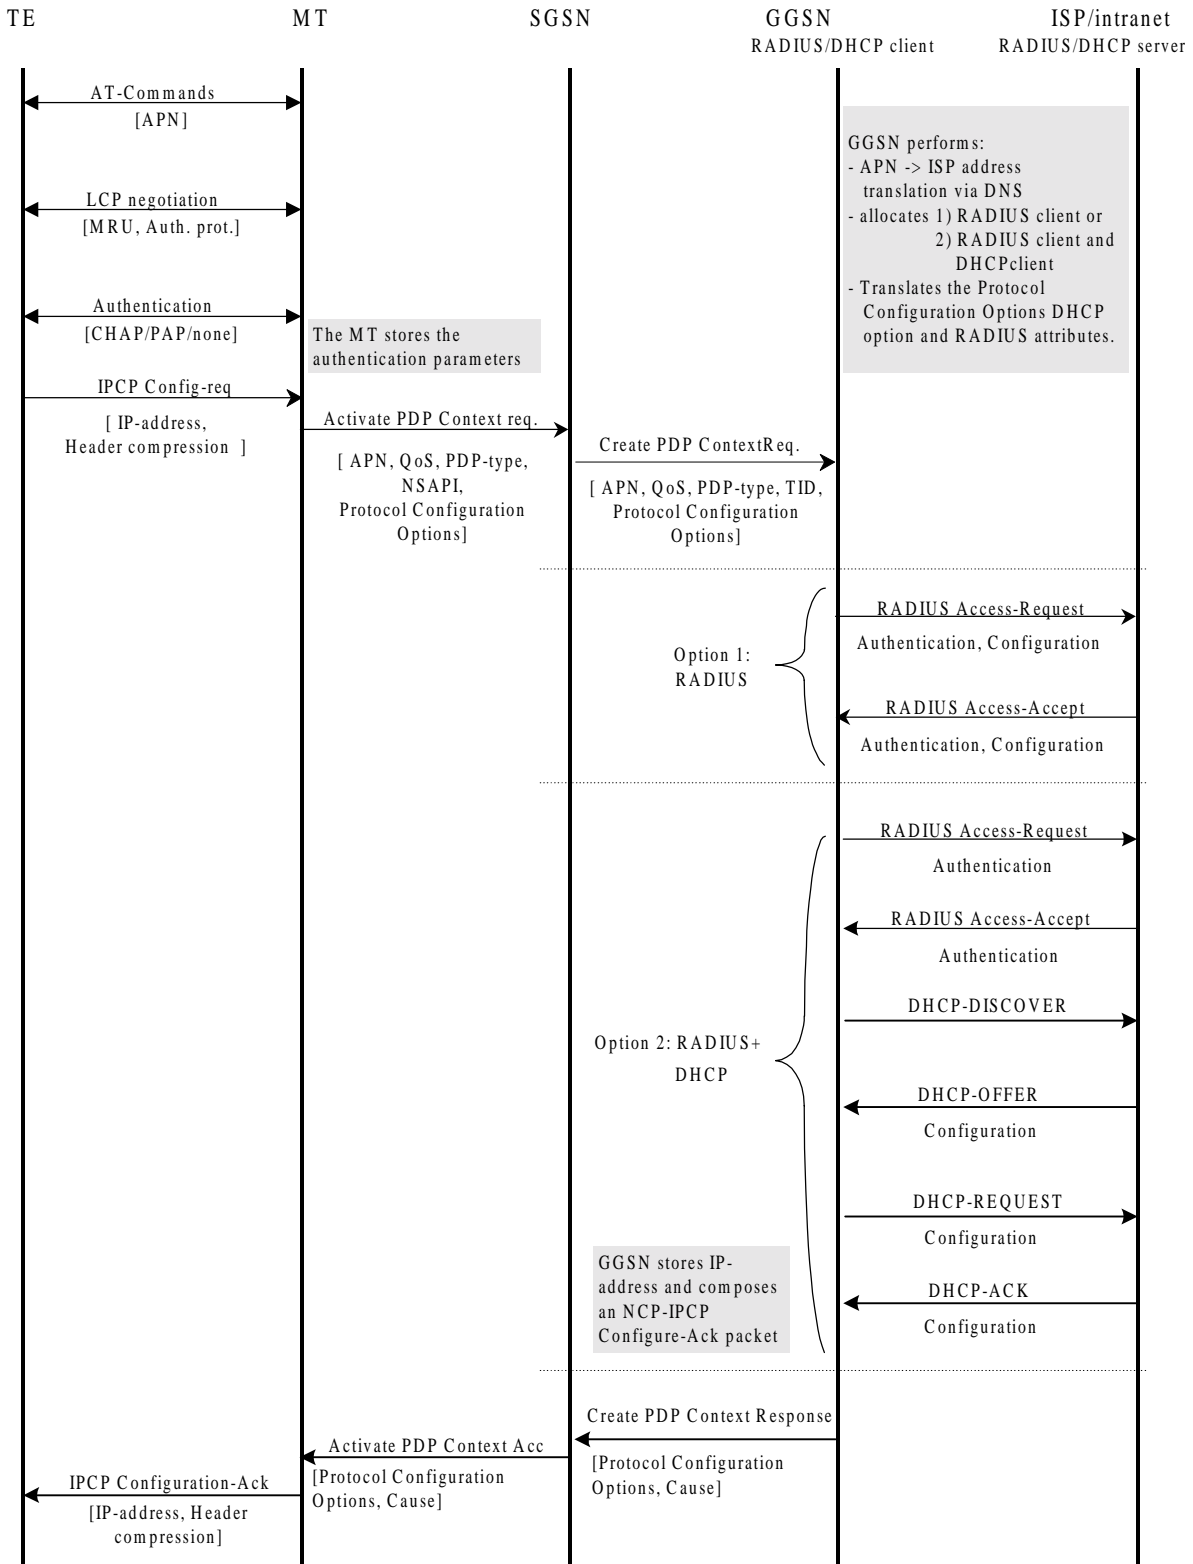 TE
MT
SGSN
GGSN
ISP/intranet
RADIUS/DHCP client
RADIUS/DHCP server
AT-Commands
[APN]
GGSN performs:
- APN -> ISP address
translation via DNS
- allocates 1) RADIUS client or
2) RADIUS client and
DHCPclient
- Translates the Protocol
Configuration Options DHCP
option and RADIUS attributes.
LCP negotiation
[MRU, Auth. prot.]
Authentication
[CHAP/PAP/none]
The MT stores the
authentication parameters
IPCP Config-req
[ IP-address,
Header compression ]
Activate PDP Context req.
[ APN, QoS, PDP-type,
NSAPI,
Protocol Configuration
Options]
Create PDP ContextReq.
[ APN, QoS, PDP-type, TID,
Protocol Configuration
Options]
RADIUS Access-Request
Authentication, Configuration
Option 1:
RADIUS
RADIUS Access-Accept
Authentication, Configuration
RADIUS Access-Request
Authentication
RADIUS Access-Accept
Authentication
DHCP-DISCOVER
Option 2: RADIUS+
DHCP
DHCP-OFFER
Configuration
DHCP-REQUEST
Configuration
GGSN stores IP-
address and composes
an NCP-IPCP
Configure-Ack packet
DHCP-ACK
Configuration
Create PDP Context Response
[Protocol Configuration
Options, Cause]
Activate PDP Context Acc
[Protocol Configuration
Options, Cause]
IPCP Configuration-Ack
[IP-address, Header
compression]